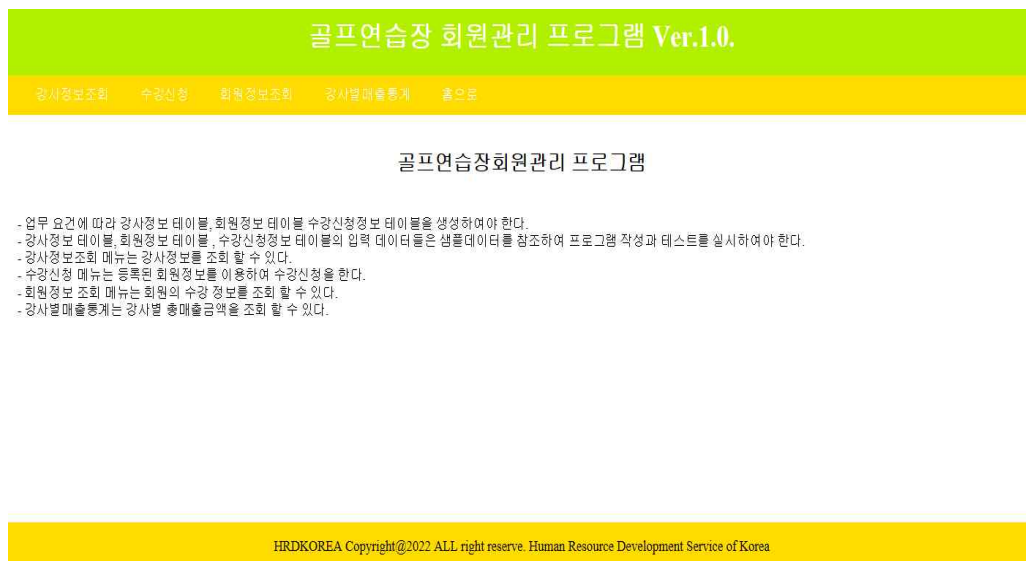 골프연습장 회원관리 프로그램 Ver.1.0.
강사정보조회 수강신청 회원정보조회 강사별매출통계 홈으로
골프연습장회원관리 프로그램
- 업무 요건에 따라 강사정보 테이블, 회원정보 테이블 수강신청정보 테이블을 생성하여야 한다.
- 강사정보 테이블, 회원정보 테이블 , 수강신청정보 테이블의 입력 데이터들은 샘플데이터를 참조하여 프로그램 작성과 테스트를 실시하여야 한다.
- 강사정보조회 메뉴는 강사정보를 조회 할 수 있다.
- 수강신청 메뉴는 등록된 회원정보를 이용하여 수강신청을 한다.
- 회원정보 조회 메뉴는 회원의 수강 정보를 조회 할 수 있다.
- 강사별매출통계는 강사별 총매출금액을 조회 할 수 있다.
HRDKOREA Copyright@2022 ALL right reserve. Human Resource Development Service of Korea